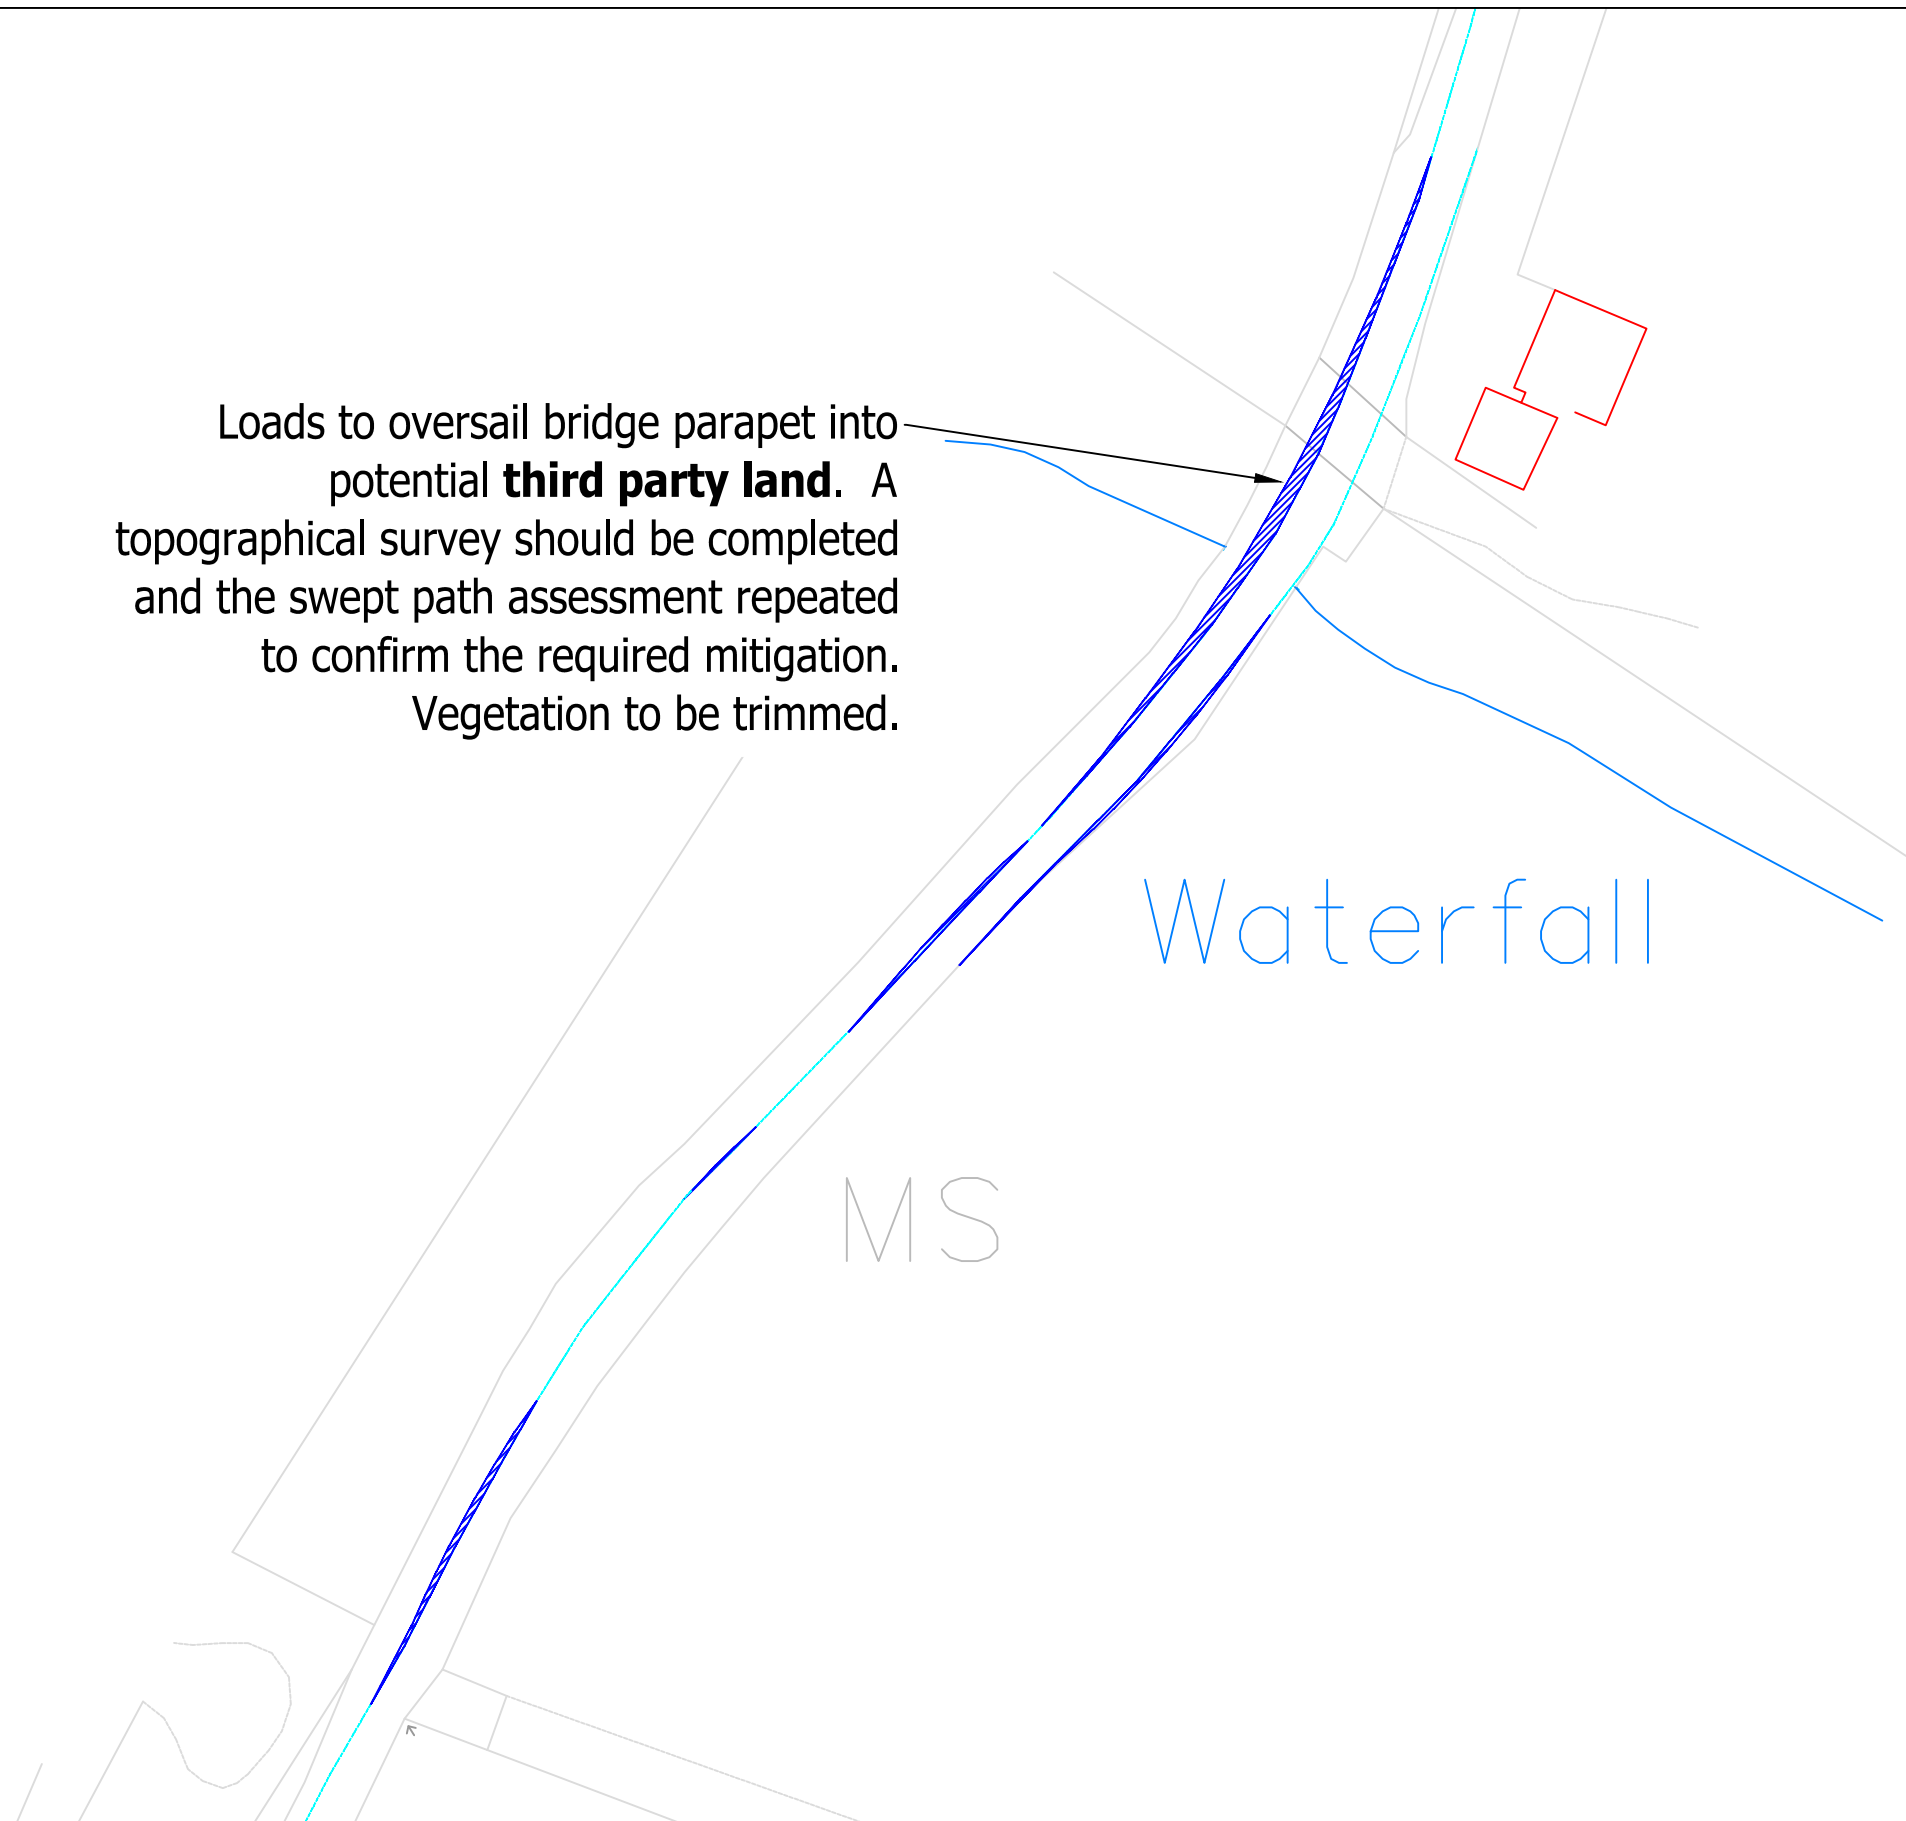 Loads to oversail bridge parapet into
potential third party land. A
topographical survey should be completed
and the swept path assessment repeated
to confirm the required mitigation.
Vegetation to be trimmed.
Waterfall
MS